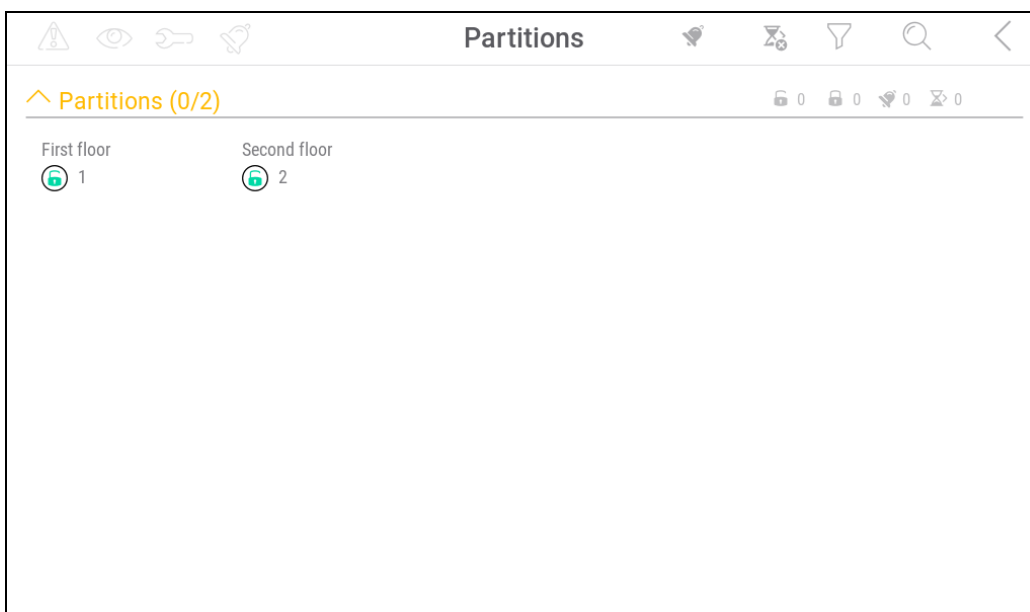 Partitions
Partitions (0/2)
0 0 0 0
First floor
Second floor
1
2